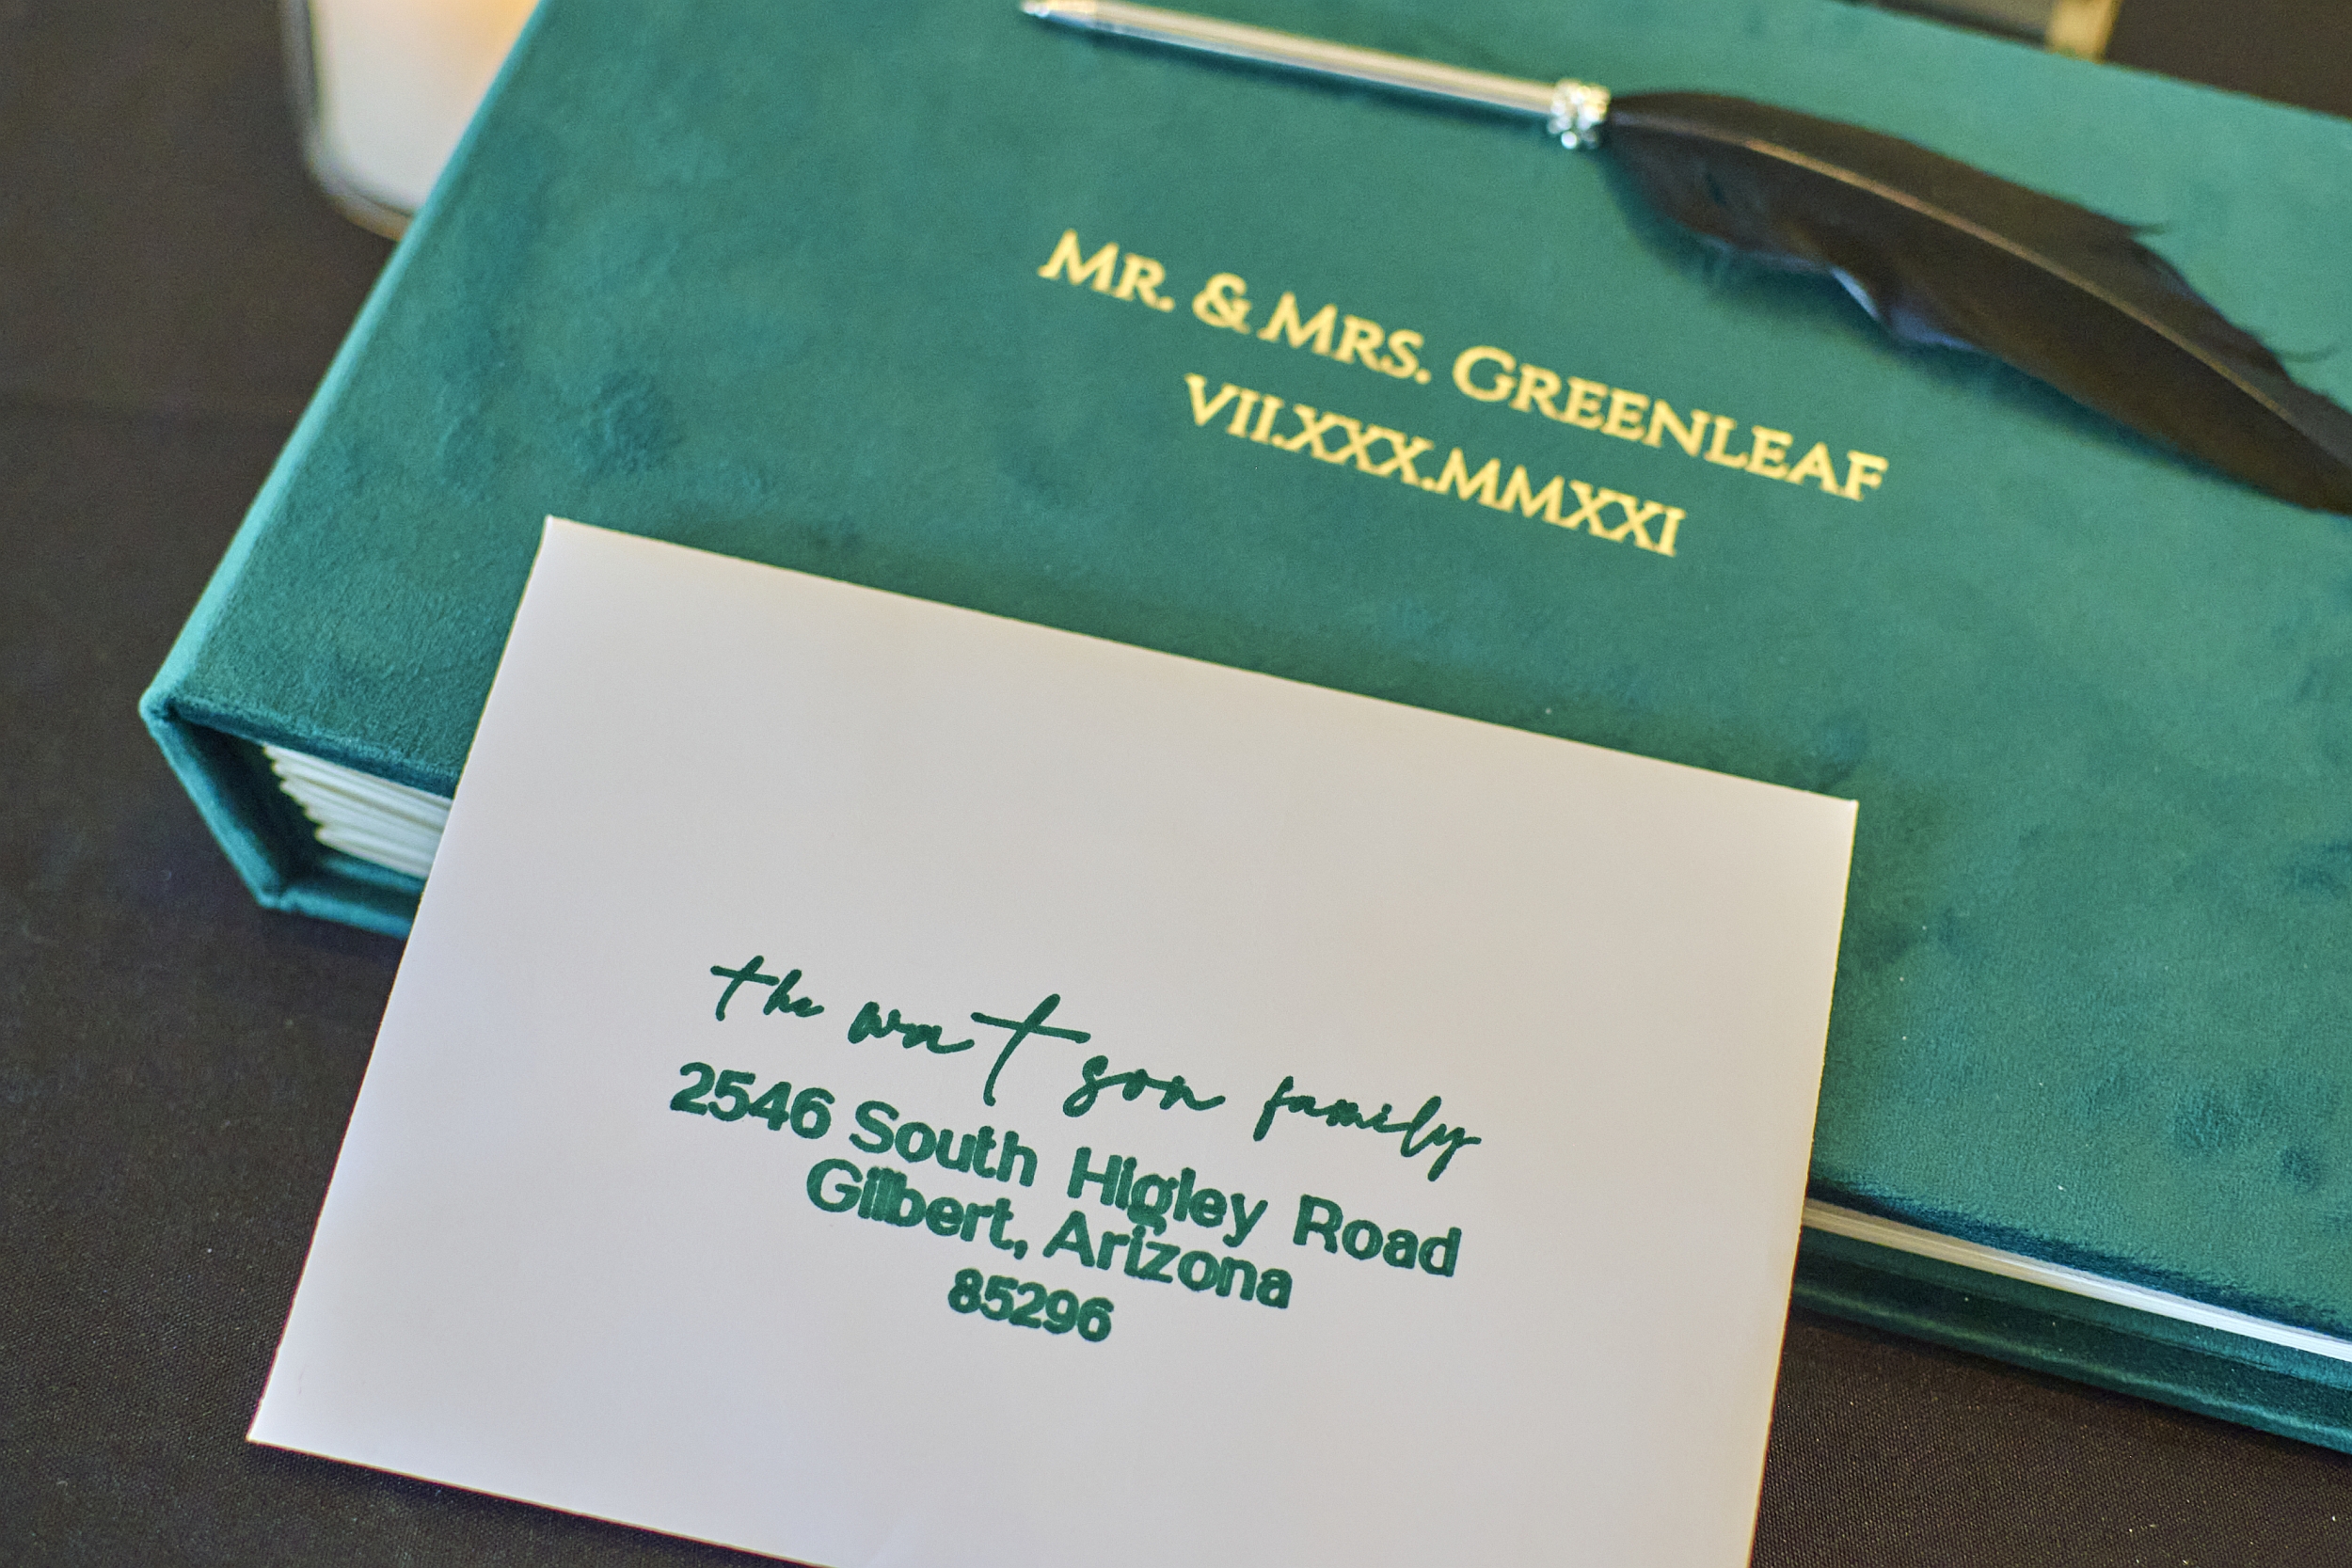 MR. & MRS. GREENLEAF
VII.XXX.MMXXI
the watson family
2546 South Higley Road
Gilbert, Arizona
85296